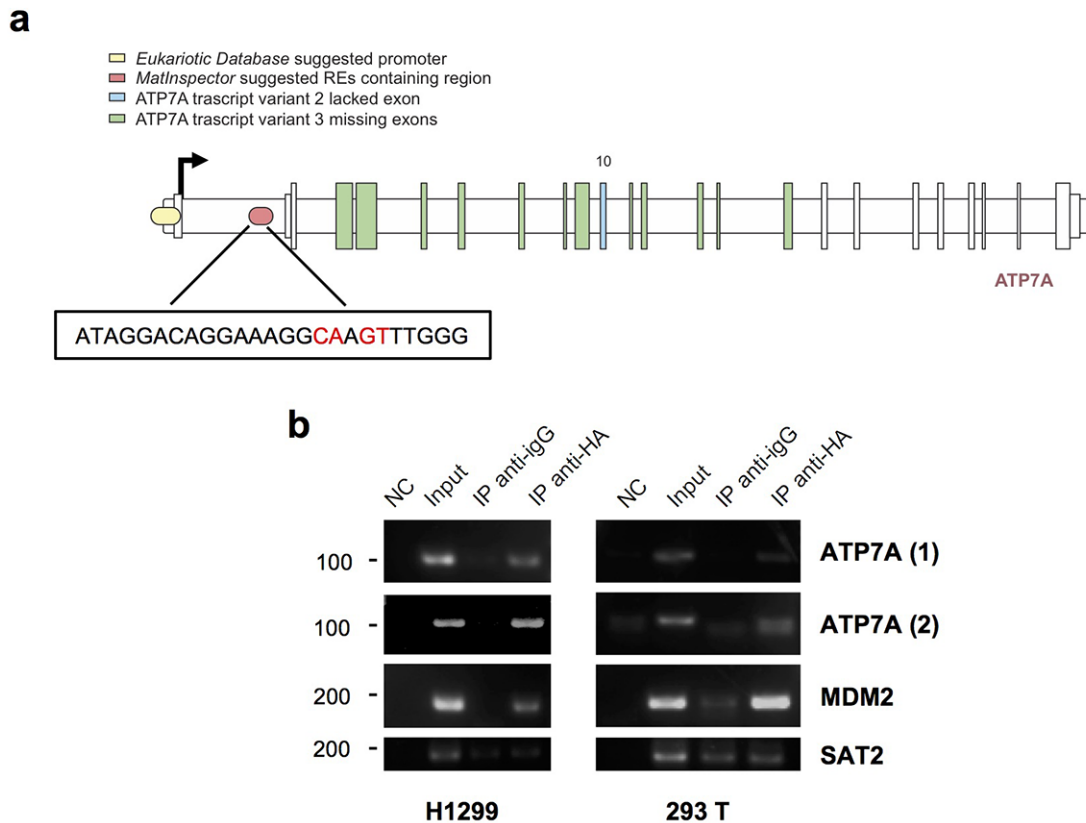 a
Eukariotic Database suggested promoter
MatInspector suggested REs containing region
ATP7A trascript variant 2 lacked exon
ATP7A trascript variant 3 missing exons
10
ATP7A
ATAGGACAGGAAAGGCAAGTTTGGG
b
NC Input IP anti-igG IP anti-HA NC Input IP anti-igG IP anti-HA
100 - ATP7A (1)
100 - ATP7A (2)
200 - MDM2
200 - SAT2
H1299 293 T